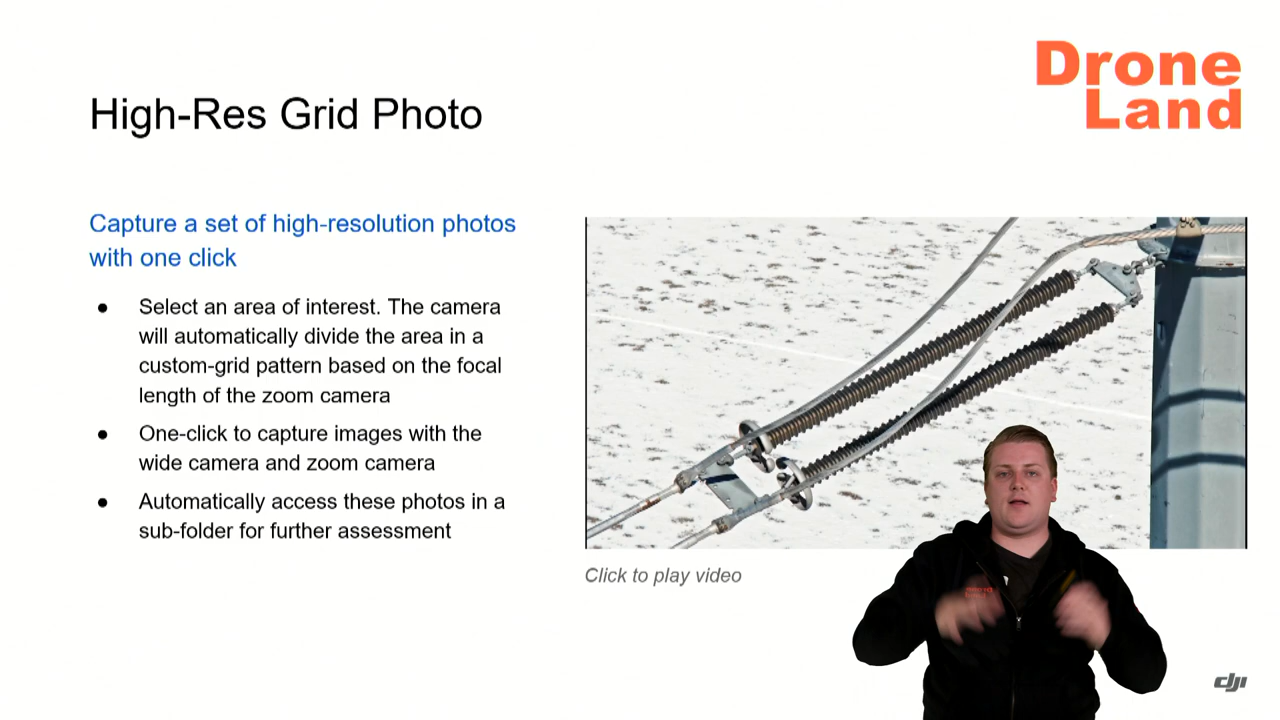 Drone
Land
High-Res Grid Photo
Capture a set of high-resolution photos
with one click
● Select an area of interest. The camera
will automatically divide the area in a
custom-grid pattern based on the focal
length of the zoom camera
● One-click to capture images with the
wide camera and zoom camera
● Automatically access these photos in a
sub-folder for further assessment
Click to play video
dji